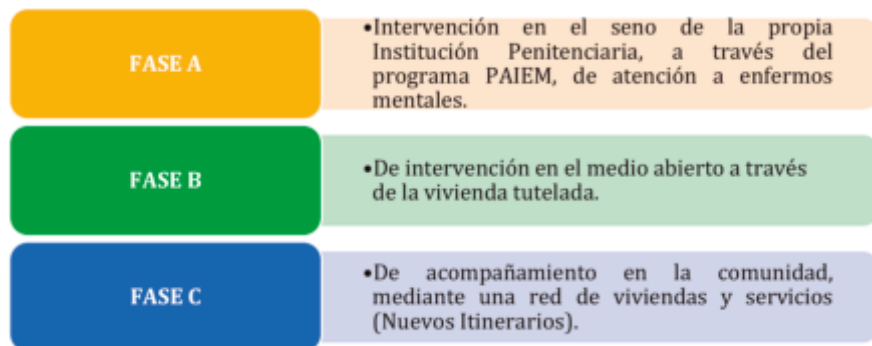 FASE A
•Intervención en el seno de la propia
Institución Penitenciaria, a través del
programa PAIEM, de atención a enfermos
mentales.
FASE B
•De intervención en el medio abierto a través
de la vivienda tutelada.
FASE C
•De acompañamiento en la comunidad,
mediante una red de viviendas y servicios
(Nuevos Itinerarios).